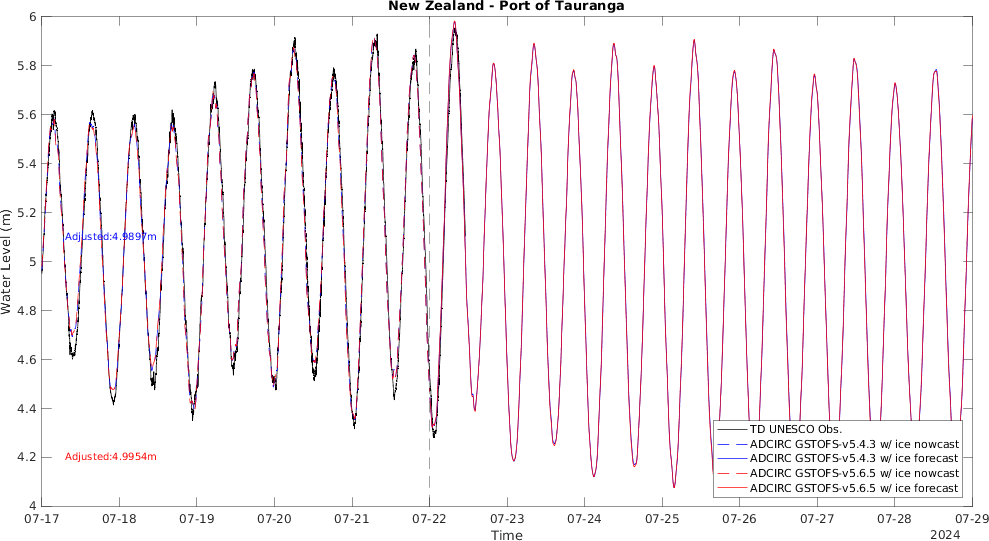 New Zealand - Port of Tauranga
6
5.8
5.6
5.4
5.2
5
4.8
4.6
4.4
4.2
4
Water Level (m)
Adjusted:4.9897m
Adjusted:4.9954m
TD UNESCO Obs.
ADCIRC GSTOFS-v5.4.3 w/ ice nowcast
ADCIRC GSTOFS-v5.4.3 w/ ice forecast
ADCIRC GSTOFS-v5.6.5 w/ ice nowcast
ADCIRC GSTOFS-v5.6.5 w/ ice forecast
07-17 07-18 07-19 07-20 07-21 07-22 07-23 07-24 07-25 07-26 07-27 07-28 07-29
Time
2024